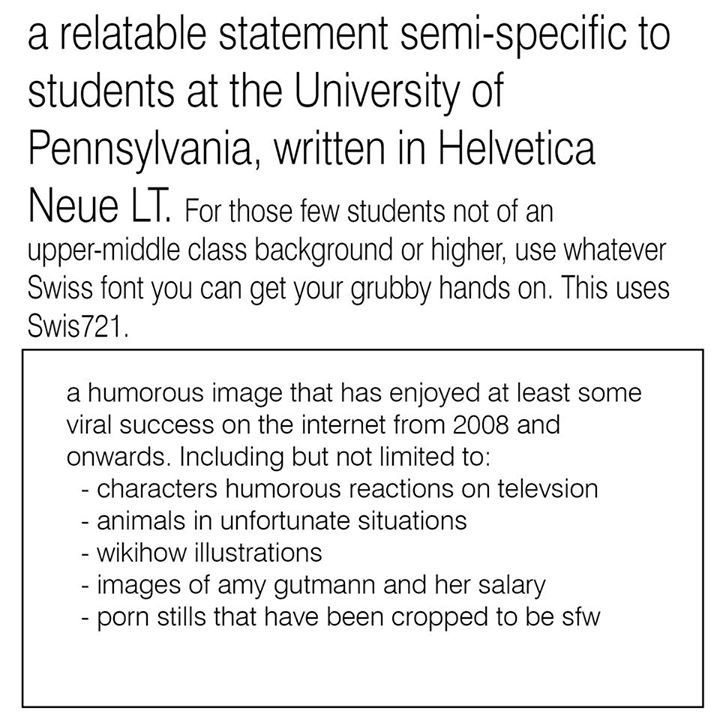 a relatable statement semi-specific to
students at the University of
Pennsylvania, written in Helvetica
Neue LT. For those few students not of an
upper-middle class background or higher, use whatever
Swiss font you can get your grubby hands on. This uses
Swis721.
a humorous image that has enjoyed at least some
viral success on the internet from 2008 and
onwards. Including but not limited to:
- characters humorous reactions on televsion
- animals in unfortunate situations
- wikihow illustrations
- images of amy gutmann and her salary
- porn stills that have been cropped to be sfw